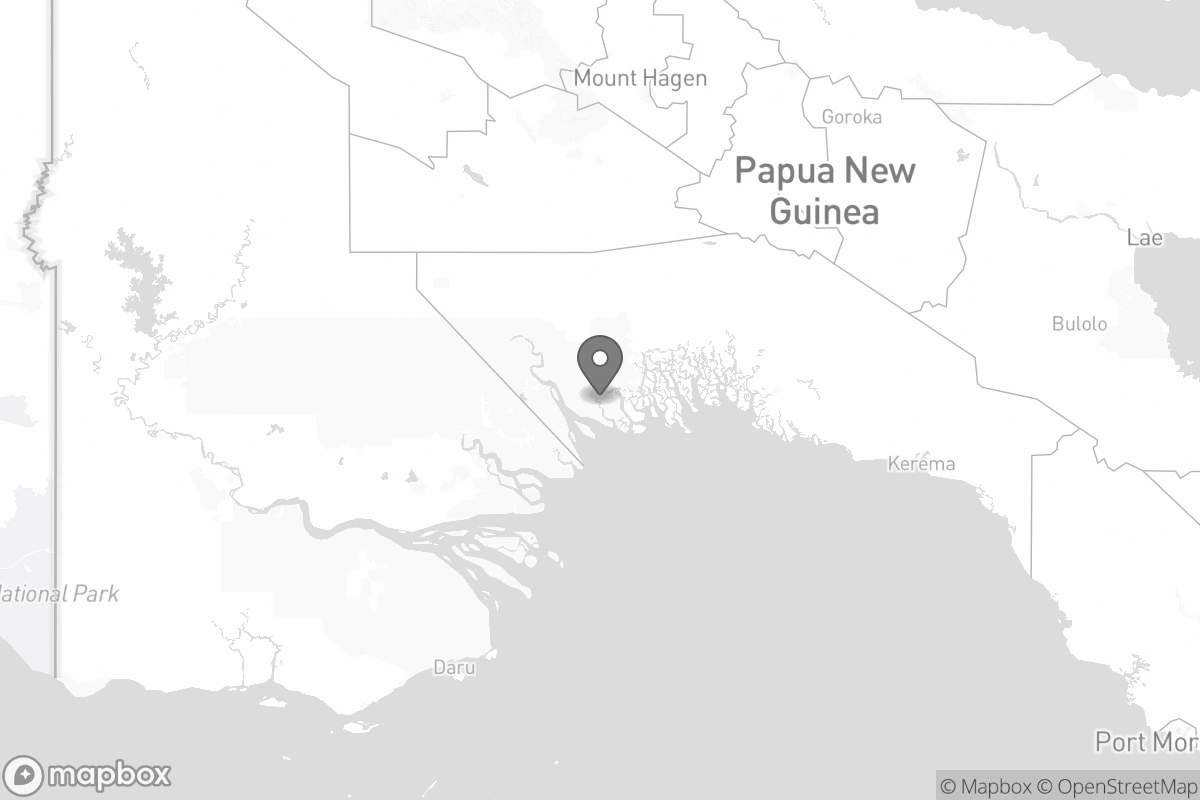 Mount Hagen
Goroka
Papua New
Guinea
Lae
Bulolo
Kerema
National Park
Daru
Port Mor
mapbox
© Mapbox © OpenStreetMap